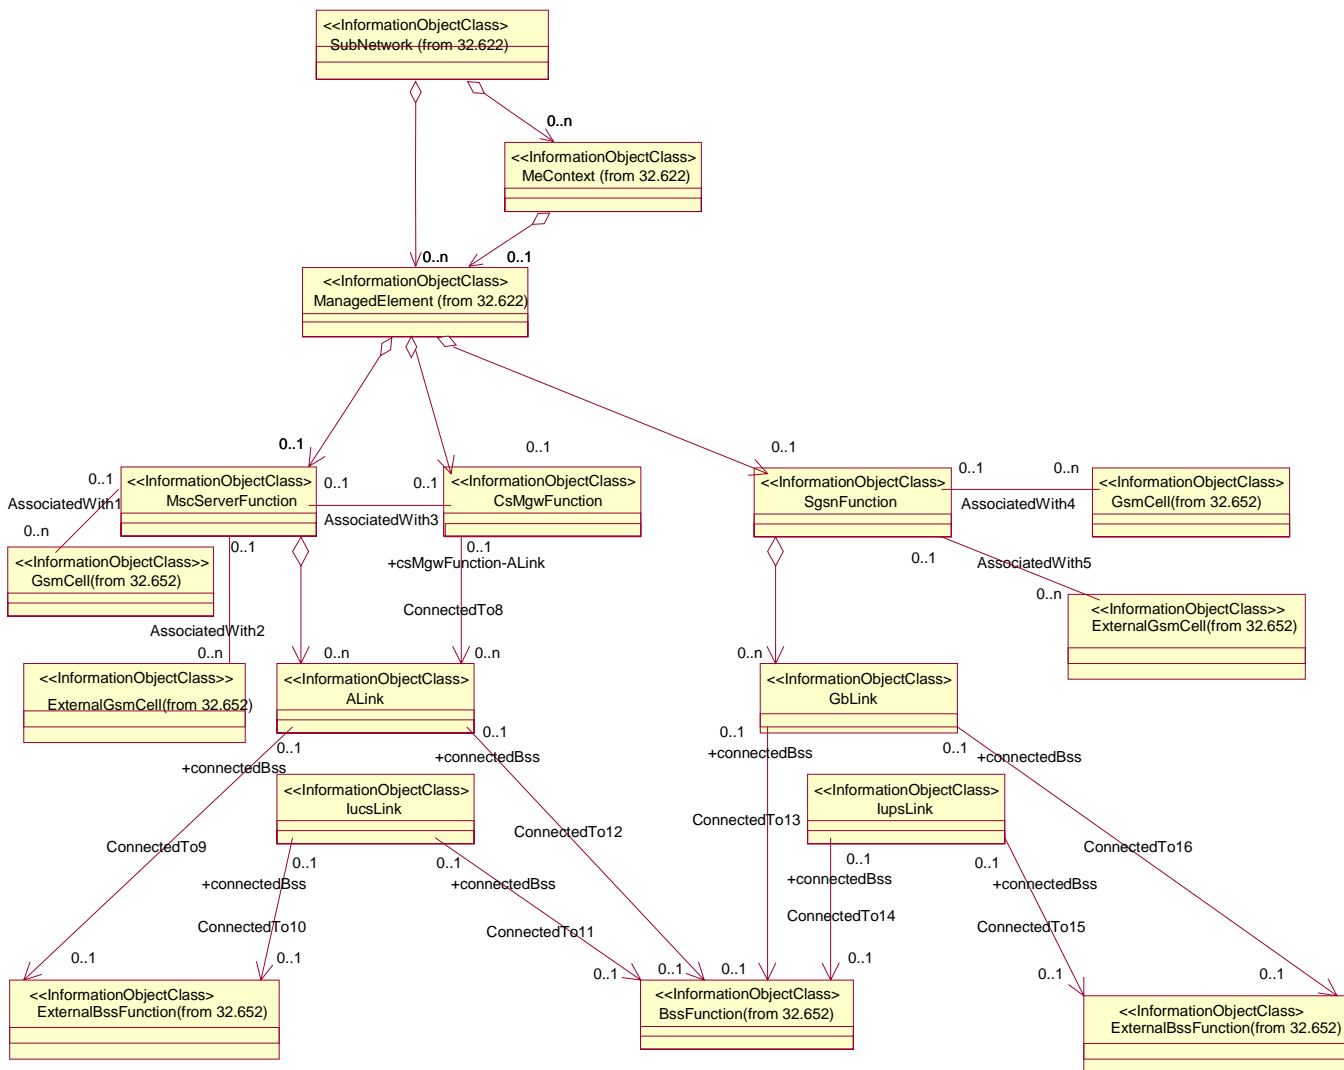 <<InformationObjectClass>
SubNetwork (from 32.622)
0..n
<<InformationObjectClass>
MeContext (from 32.622)
0..n
0..1
<<InformationObjectClass>
ManagedElement (from 32.622)
0..1
0..1
0..1
<<InformationObjectClass>
MscServerFunction
<<InformationObjectClass>
CsMgwFunction
<<InformationObjectClass>
SgsnFunction
<<InformationObjectClass>
GsmCell(from 32.652)
0..1
0..1
0..1
0..1
0..n
AssociatedWith1
AssociatedWith3
AssociatedWith4
0..n
0..1
0..1
0..1
<<InformationObjectClass>>
GsmCell(from 32.652)
+csMgwFunction-ALink
AssociatedWith5
0..n
ConnectedTo8
<<InformationObjectClass>>
ExternalGsmCell(from 32.652)
AssociatedWith2
0..n
0..n
0..n
0..n
<<InformationObjectClass>>
ExternalGsmCell(from 32.652)
<<InformationObjectClass>
ALink
<<InformationObjectClass>
GbLink
0..1
0..1
0..1
0..1
+connectedBss
+connectedBss
+connectedBss
+connectedBss
<<InformationObjectClass>
IucsLink
<<InformationObjectClass>
IupsLink
ConnectedTo9
ConnectedTo12
ConnectedTo13
ConnectedTo16
0..1
0..1
0..1
0..1
+connectedBss
+connectedBss
+connectedBss
+connectedBss
ConnectedTo10
ConnectedTo11
ConnectedTo14
ConnectedTo15
0..1
0..1
0..1
0..1
0..1
0..1
0..1
0..1
<<InformationObjectClass>
ExternalBssFunction(from 32.652)
<<InformationObjectClass>
BssFunction(from 32.652)
<<InformationObjectClass>
ExternalBssFunction(from 32.652)